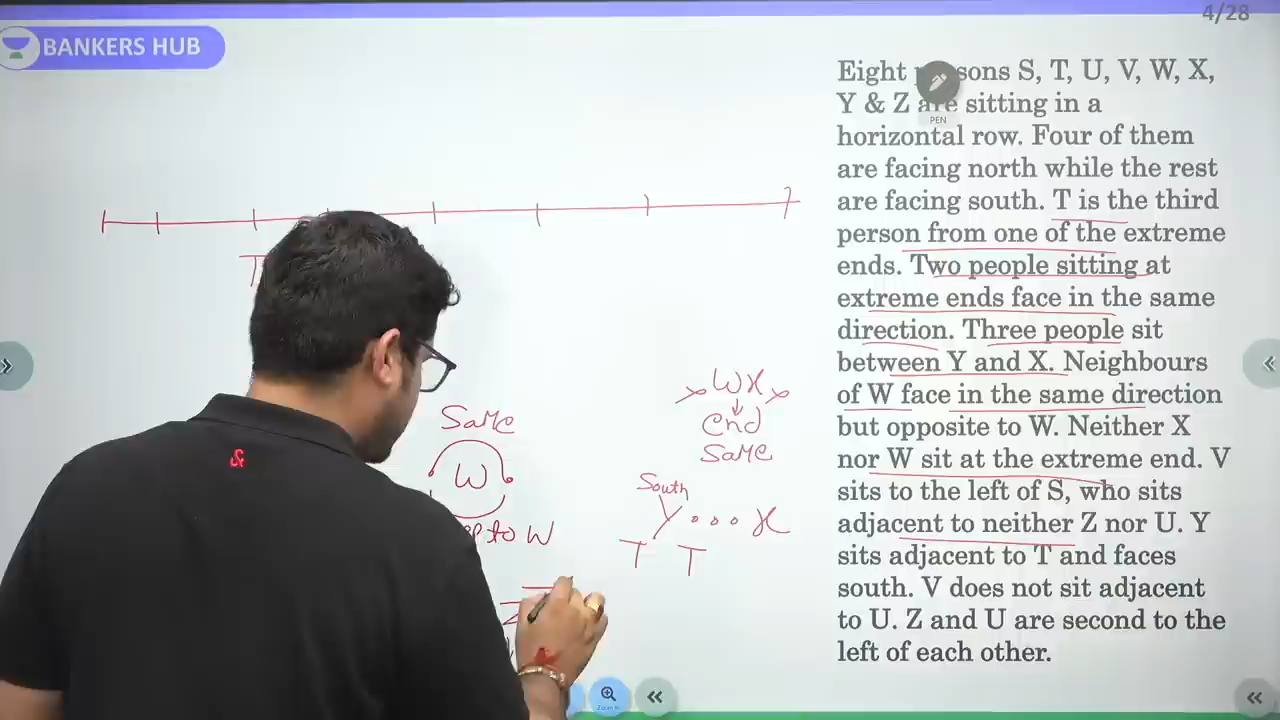 4/28
BANKERS HUB
Eight are sitting in a
Y & Z are sitting in a
horizontal row. Four of them
are facing north while the rest
are facing south. T is the third
person from one of the extreme
ends. Two people sitting at
extreme ends face in the same
direction. Three people sit
between Y and X. Neighbours
of W face in the same direction
but opposite to W. Neither X
nor W sit at the extreme end. V
sits to the left of S, who sits
adjacent to neither Z nor U. Y
sits adjacent to T and faces
south. V does not sit adjacent
to U. Z and U are second to the
left of each other.
PEN
T
Same
W
to W
x W X x
end
Same
South
Y o o o X
T T
Z
Zoom In